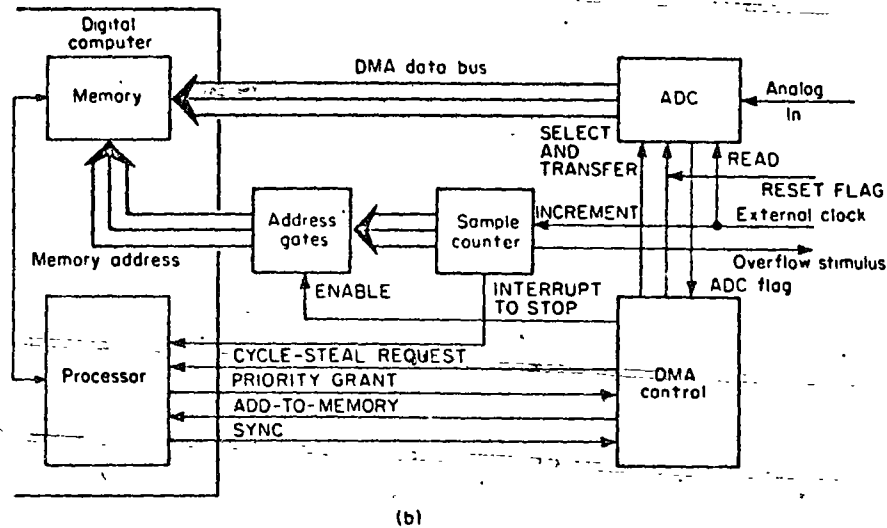 Digital
computer
Memory
DMA data bus
ADC
Analog
In
SELECT
AND
TRANSFER
READ
RESET FLAG
Address
gates
Sample
counter
INCREMENT
External clock
Memory address
Overflow stimulus
ENABLE
INTERRUPT
TO STOP
ADC flag
Processor
CYCLE-STEAL REQUEST
PRIORITY GRANT
ADD-TO-MEMORY
SYNC
DMA
control
(b)